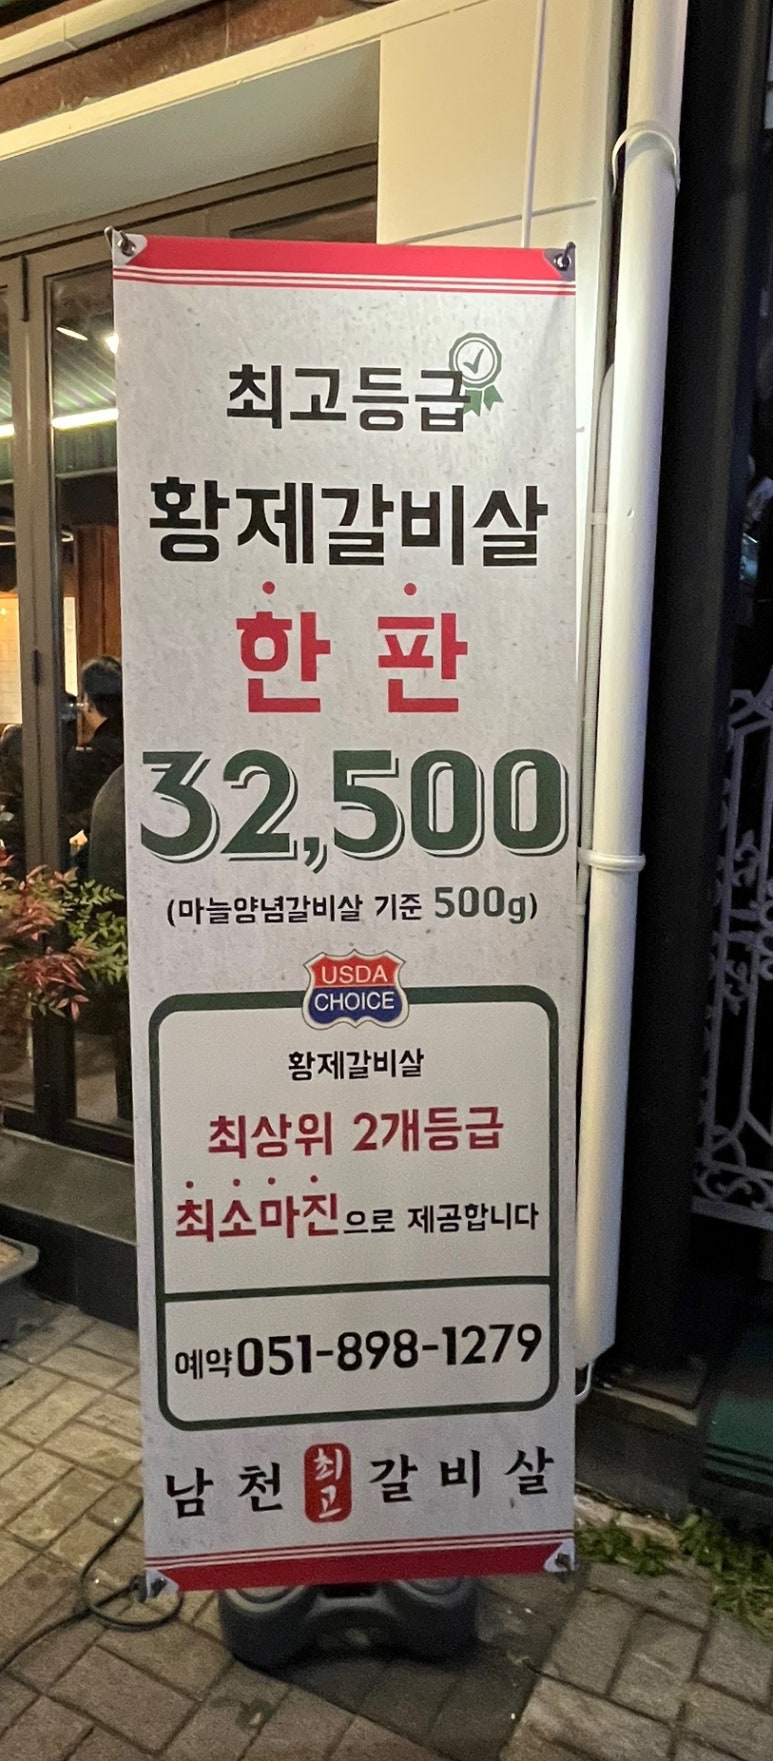 최고등급
황제갈비살
한 판
32,500
(마늘양념갈비살 기준 500g)
USDA
CHOICE
황제갈비살
최상위 2개등급
최소마진으로 제공합니다
예약051-898-1279
남천 최고 갈비살